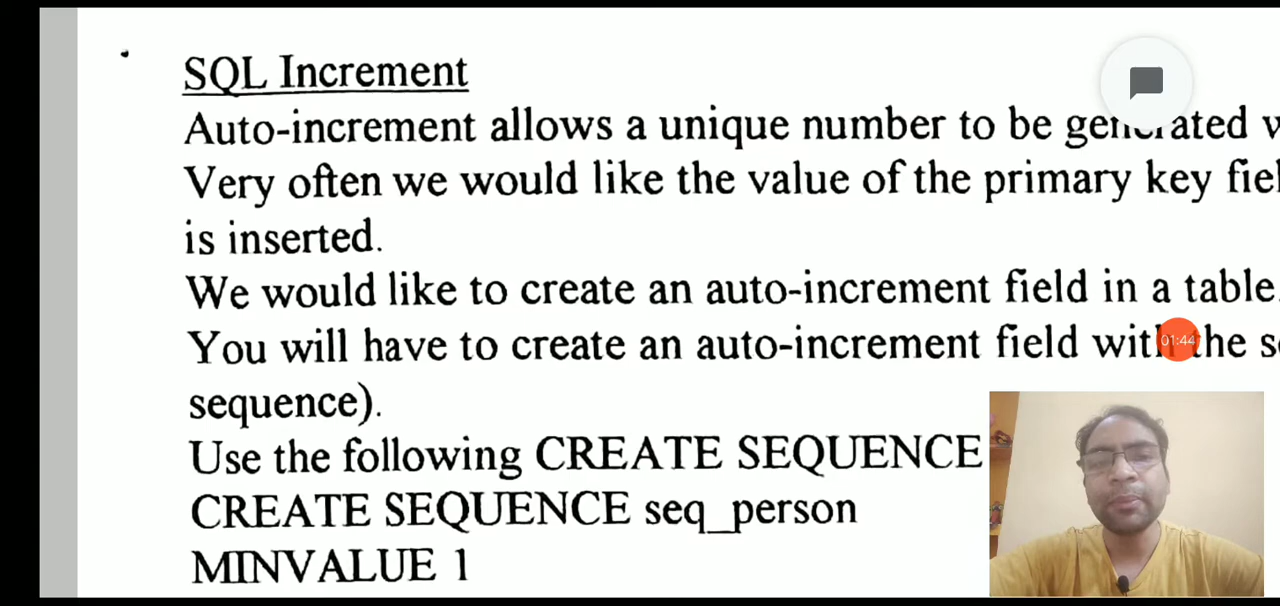 SQL Increment
Auto-increment allows a unique number to be generated
Very often we would like the value of the primary key
is inserted.
We would like to create an auto-increment field in a table.
You will have to create an auto-increment field with the
01:44
sequence).
Use the following CREATE SEQUENCE
CREATE SEQUENCE seq_person
MINVALUE 1